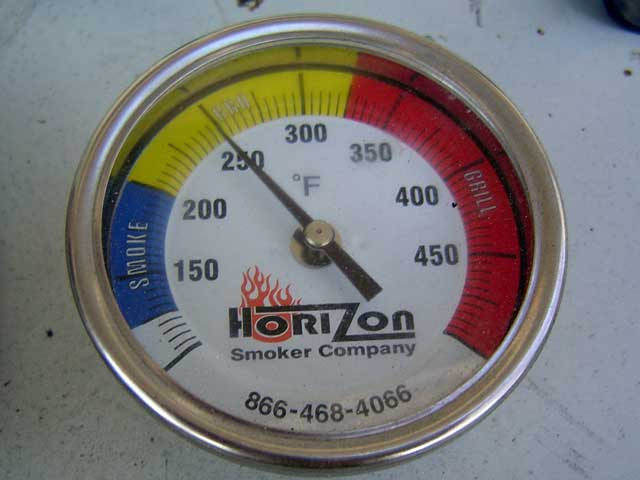 BBQ
300
250
350
°F
GRILL
400
200
SMOKE
450
150
HORIZON
Smoker Company
866-468-4066